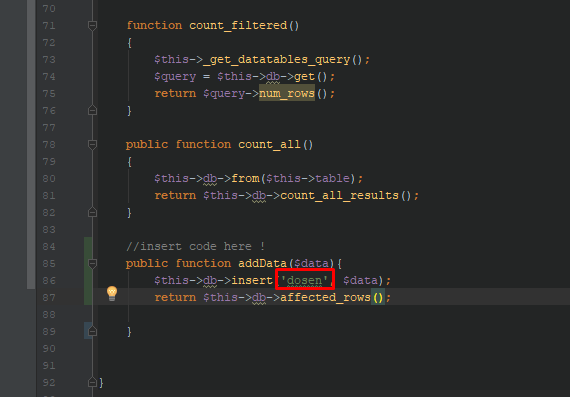 70
71 function count_filtered()
72 {
73 $this->_get_datatables_query();
74 $query = $this->db->get();
75 return $query->num_rows();
76 }
77
78 public function count_all()
79 {
80 $this->db->from($this->table);
81 return $this->db->count_all_results();
82 }
83
84 //insert code here !
85 public function addData($data){
86 $this->db->insert('dosen', $data);
87 return $this->db->affected_rows();
88
89 }
90
91
92 }